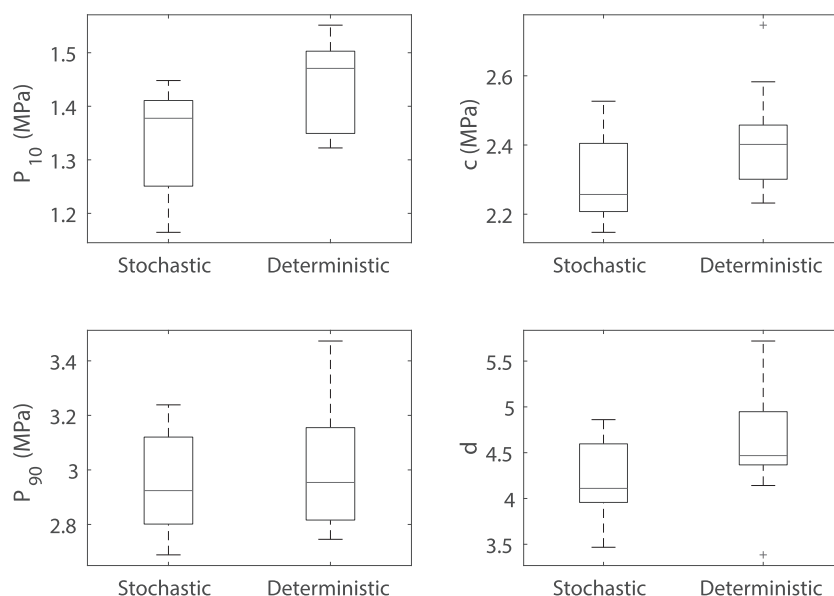 1.5
1.4
1.3
1.2
P 10 (MPa)
Stochastic Deterministic
2.6
2.4
2.2
c (MPa)
Stochastic Deterministic
3.4
3.2
3
2.8
P 90 (MPa)
Stochastic Deterministic
5.5
5
4.5
4
3.5
d
Stochastic Deterministic